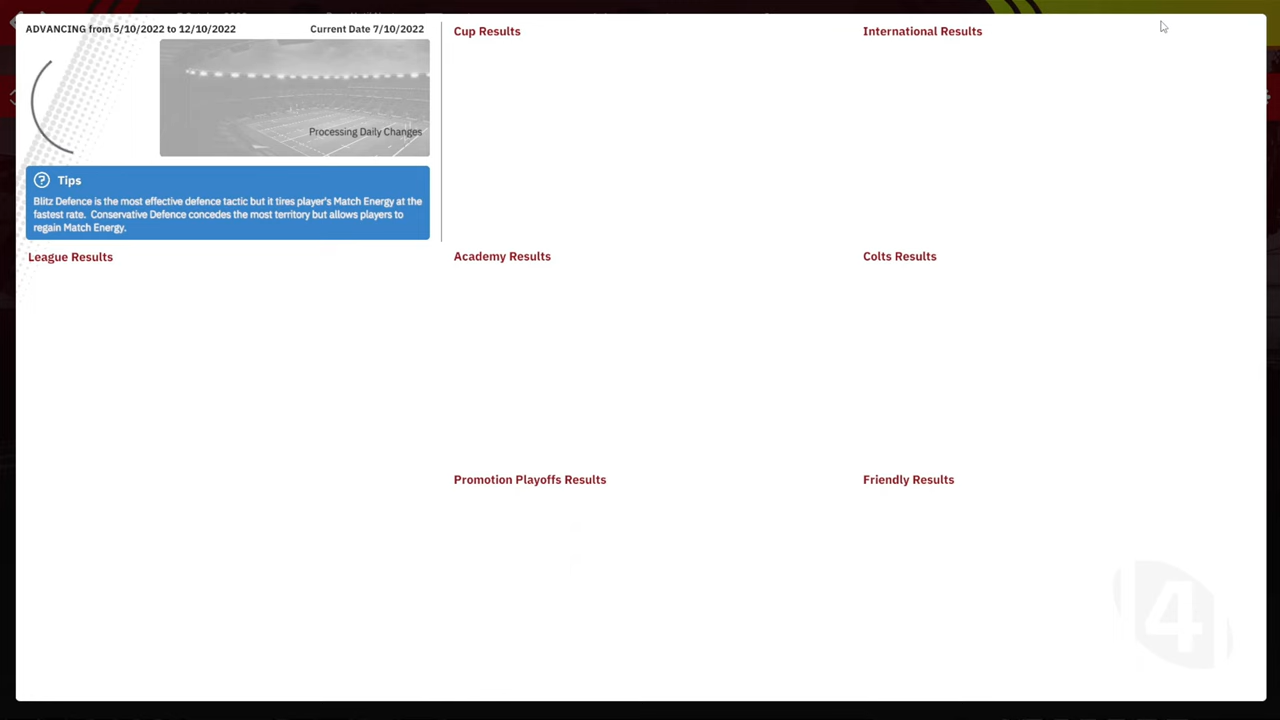 ADVANCING from 5/10/2022 to 12/10/2022
Current Date 7/10/2022
Processing Daily Changes
Tips
Blitz Defence is the most effective defence tactic but it tires player's Match Energy at the
fastest rate. Conservative Defence concedes the most territory but allows players to
regain Match Energy.
Cup Results
International Results
League Results
Academy Results
Colts Results
Promotion Playoffs Results
Friendly Results
4